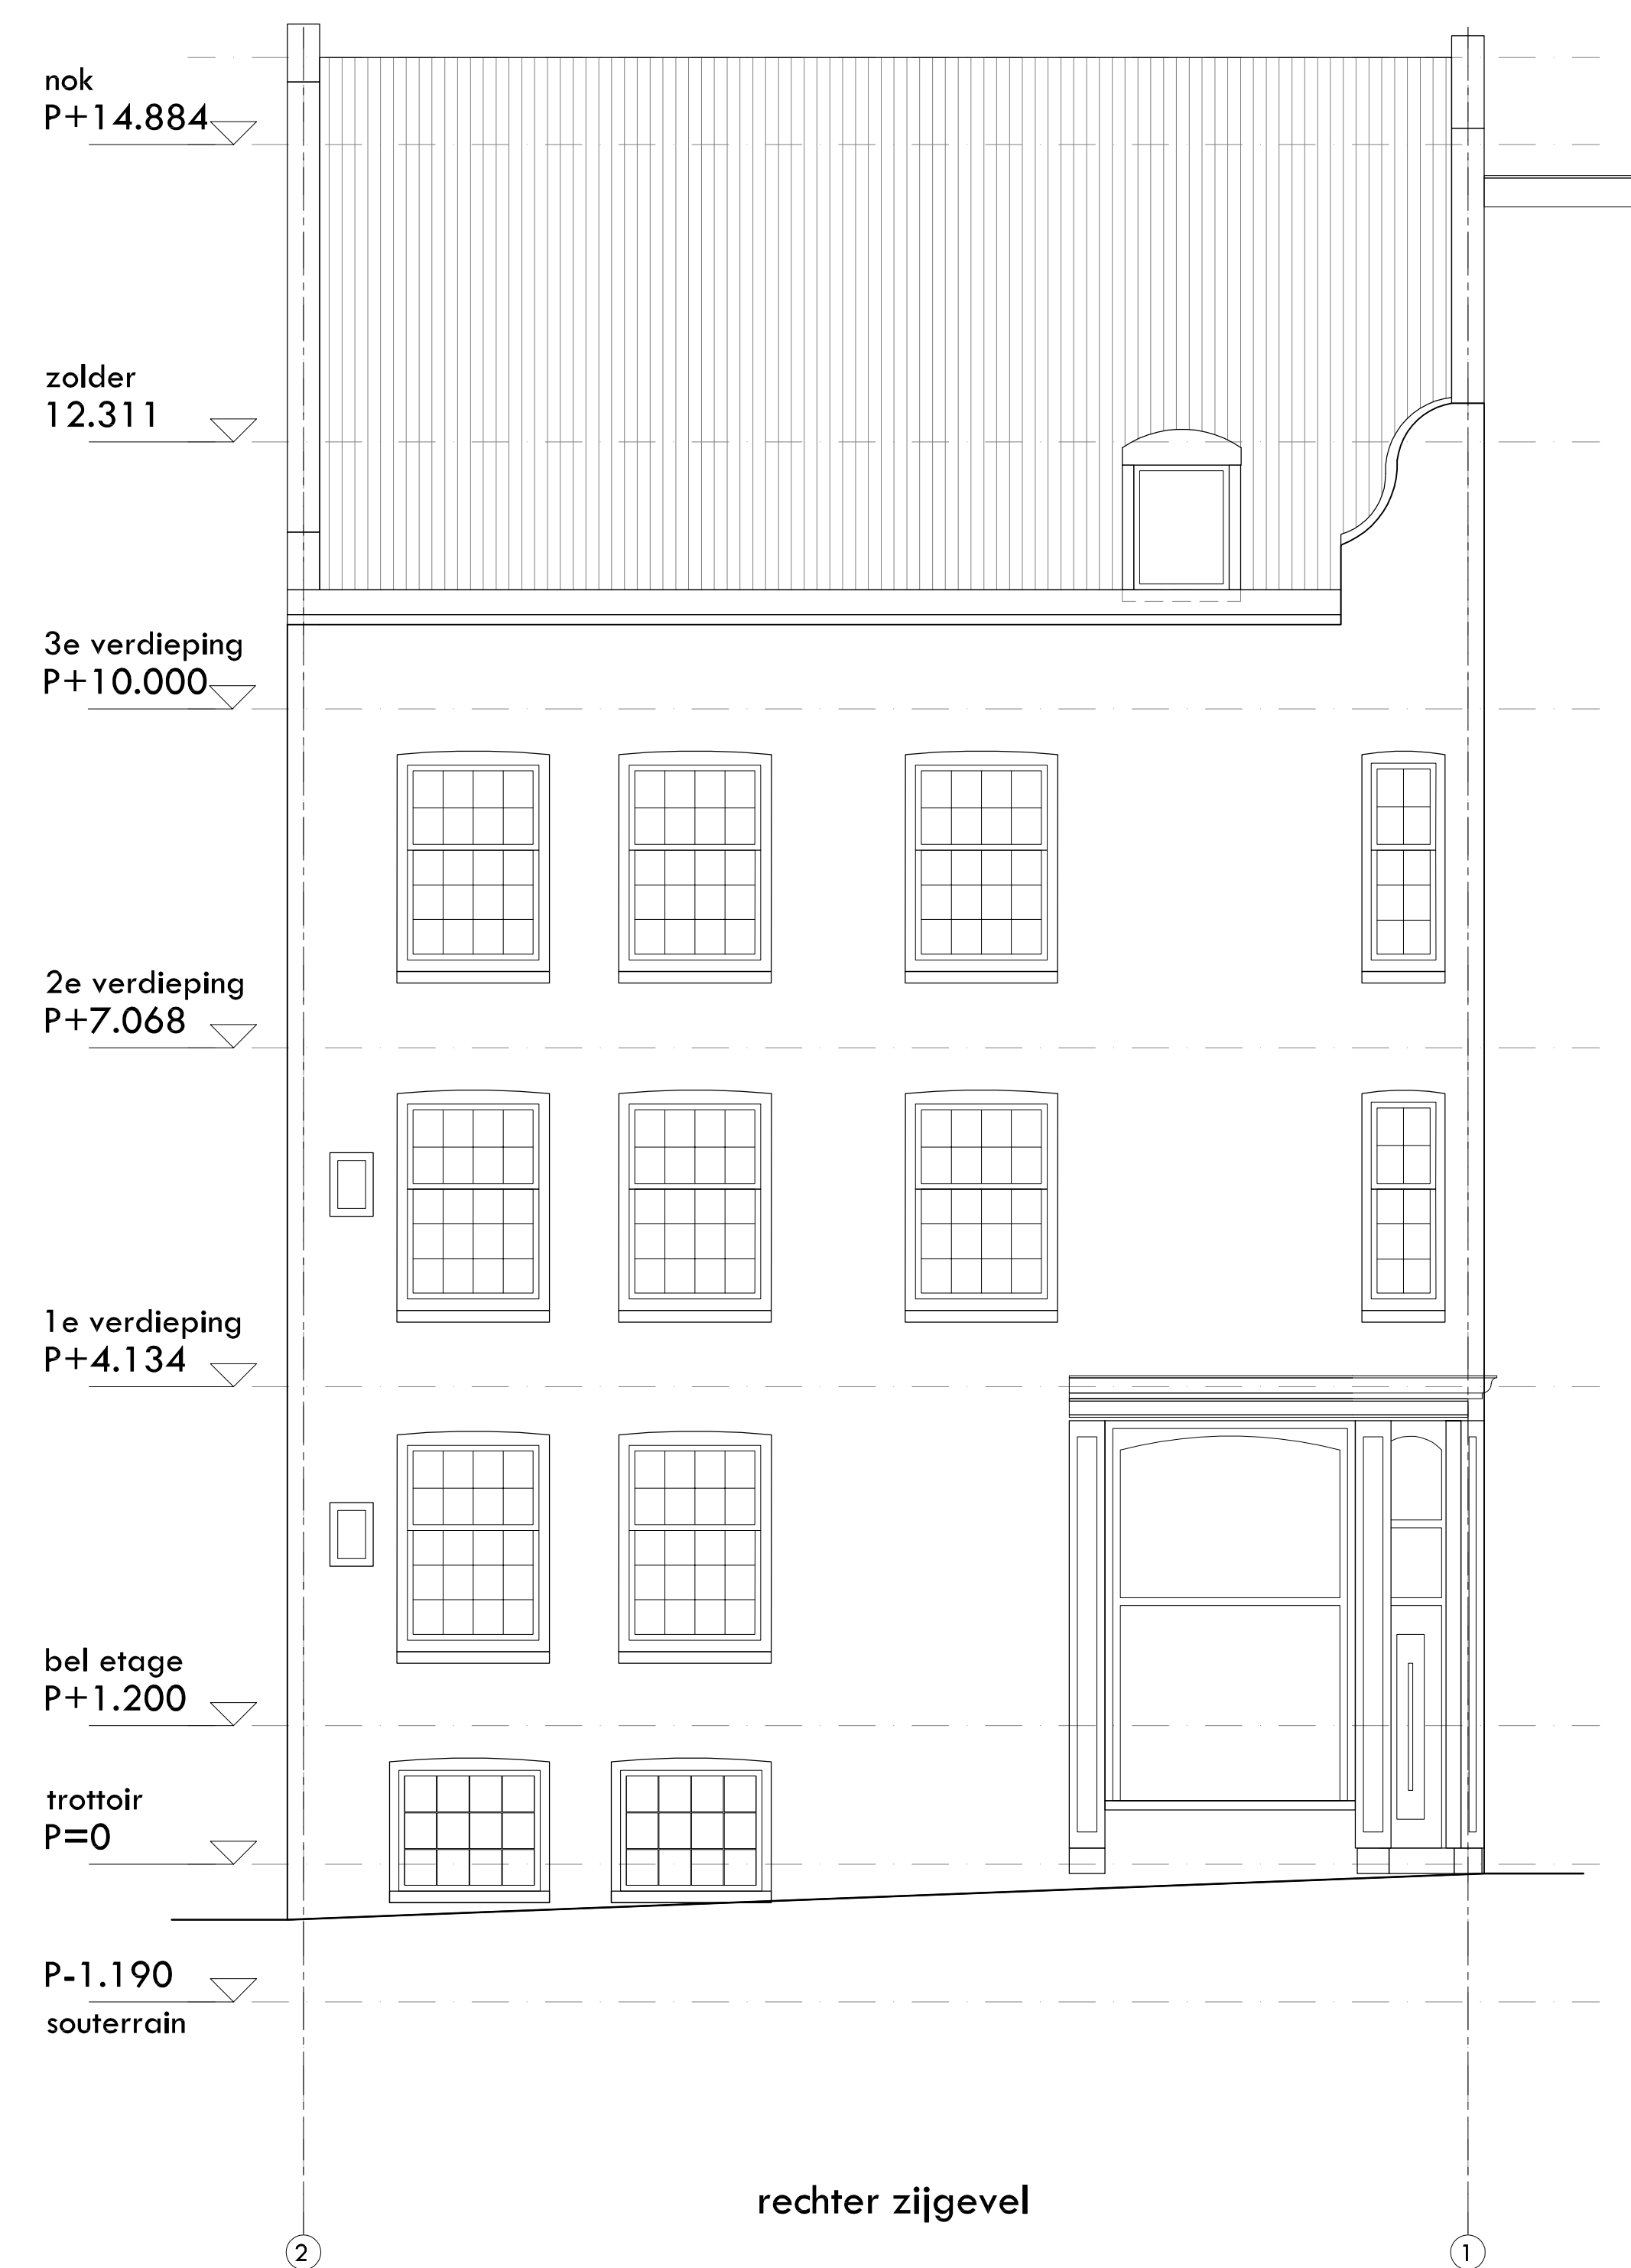 nok
P+14.884
zolder
12.311
3e verdieping
P+10.000
2e verdieping
P+7.068
1e verdieping
P+4.134
bel etage
P+1.200
trottoir
P=0
P-1.190
souterrain
rechter zijgevel
2
1